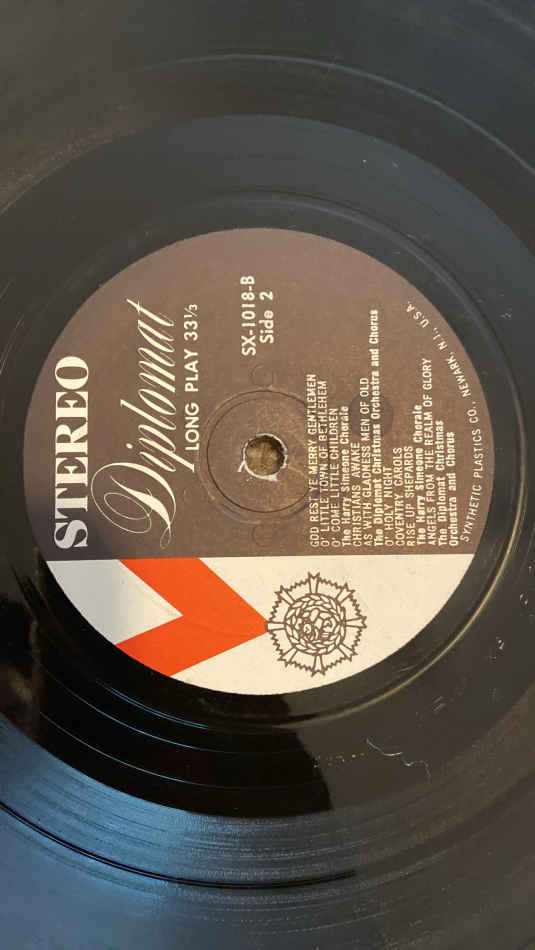 STEREO
Diplomat
LONG PLAY 33⅓
SX-1018-B
Side 2
GOD REST YE MERRY GENTLEMEN
O' LITTLE TOWN OF BETHLEHEM
O' COME LITTLE CHILDREN
The Harry Simeone Chorale
CHRISTIANS AWAKE
AS WITH GLADNESS MEN OF OLD
The Diplomat Christmas Orchestra and Chorus
O' HOLY NIGHT
COVENTRY CAROLS
RISE UP SHEPHERDS
The Harry Simeone Chorale
ANGELS FROM THE REALM OF GLORY
The Diplomat Christmas
Orchestra and Chorus
SYNTHETIC PLASTICS CO., NEWARK, N.J., U.S.A.